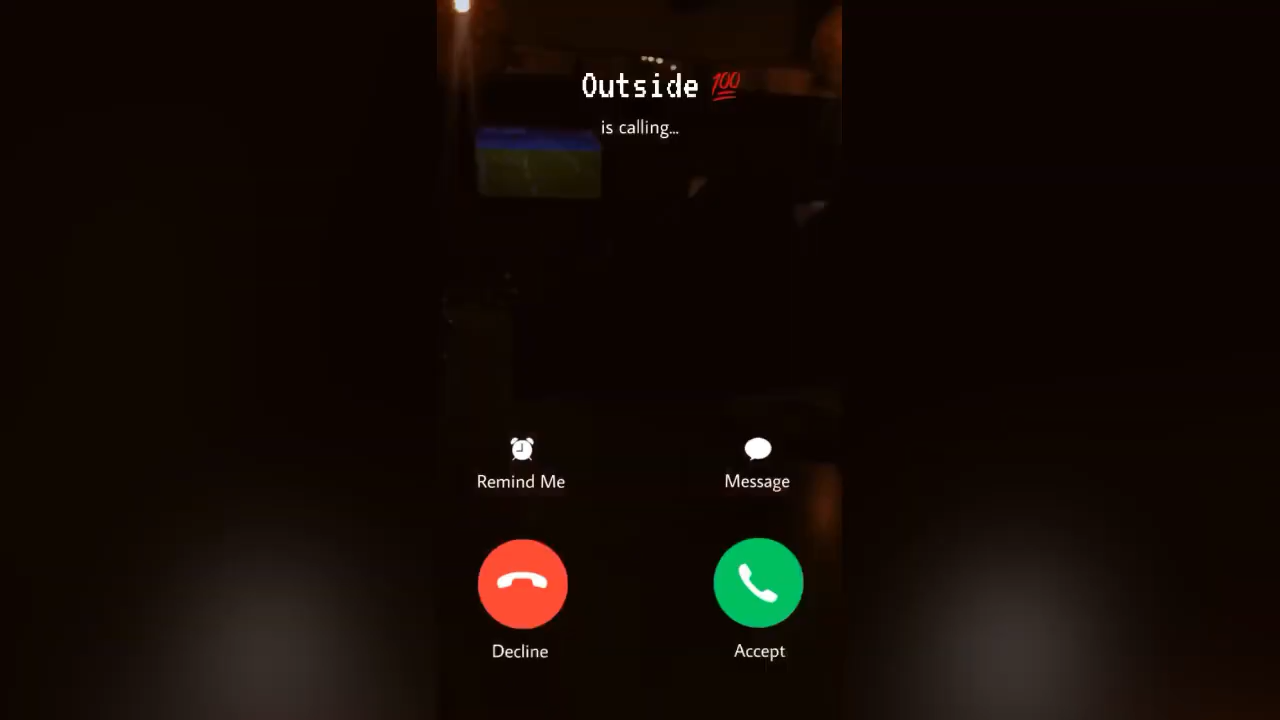 Outside 💯
is calling...
Remind Me
Message
Decline
Accept